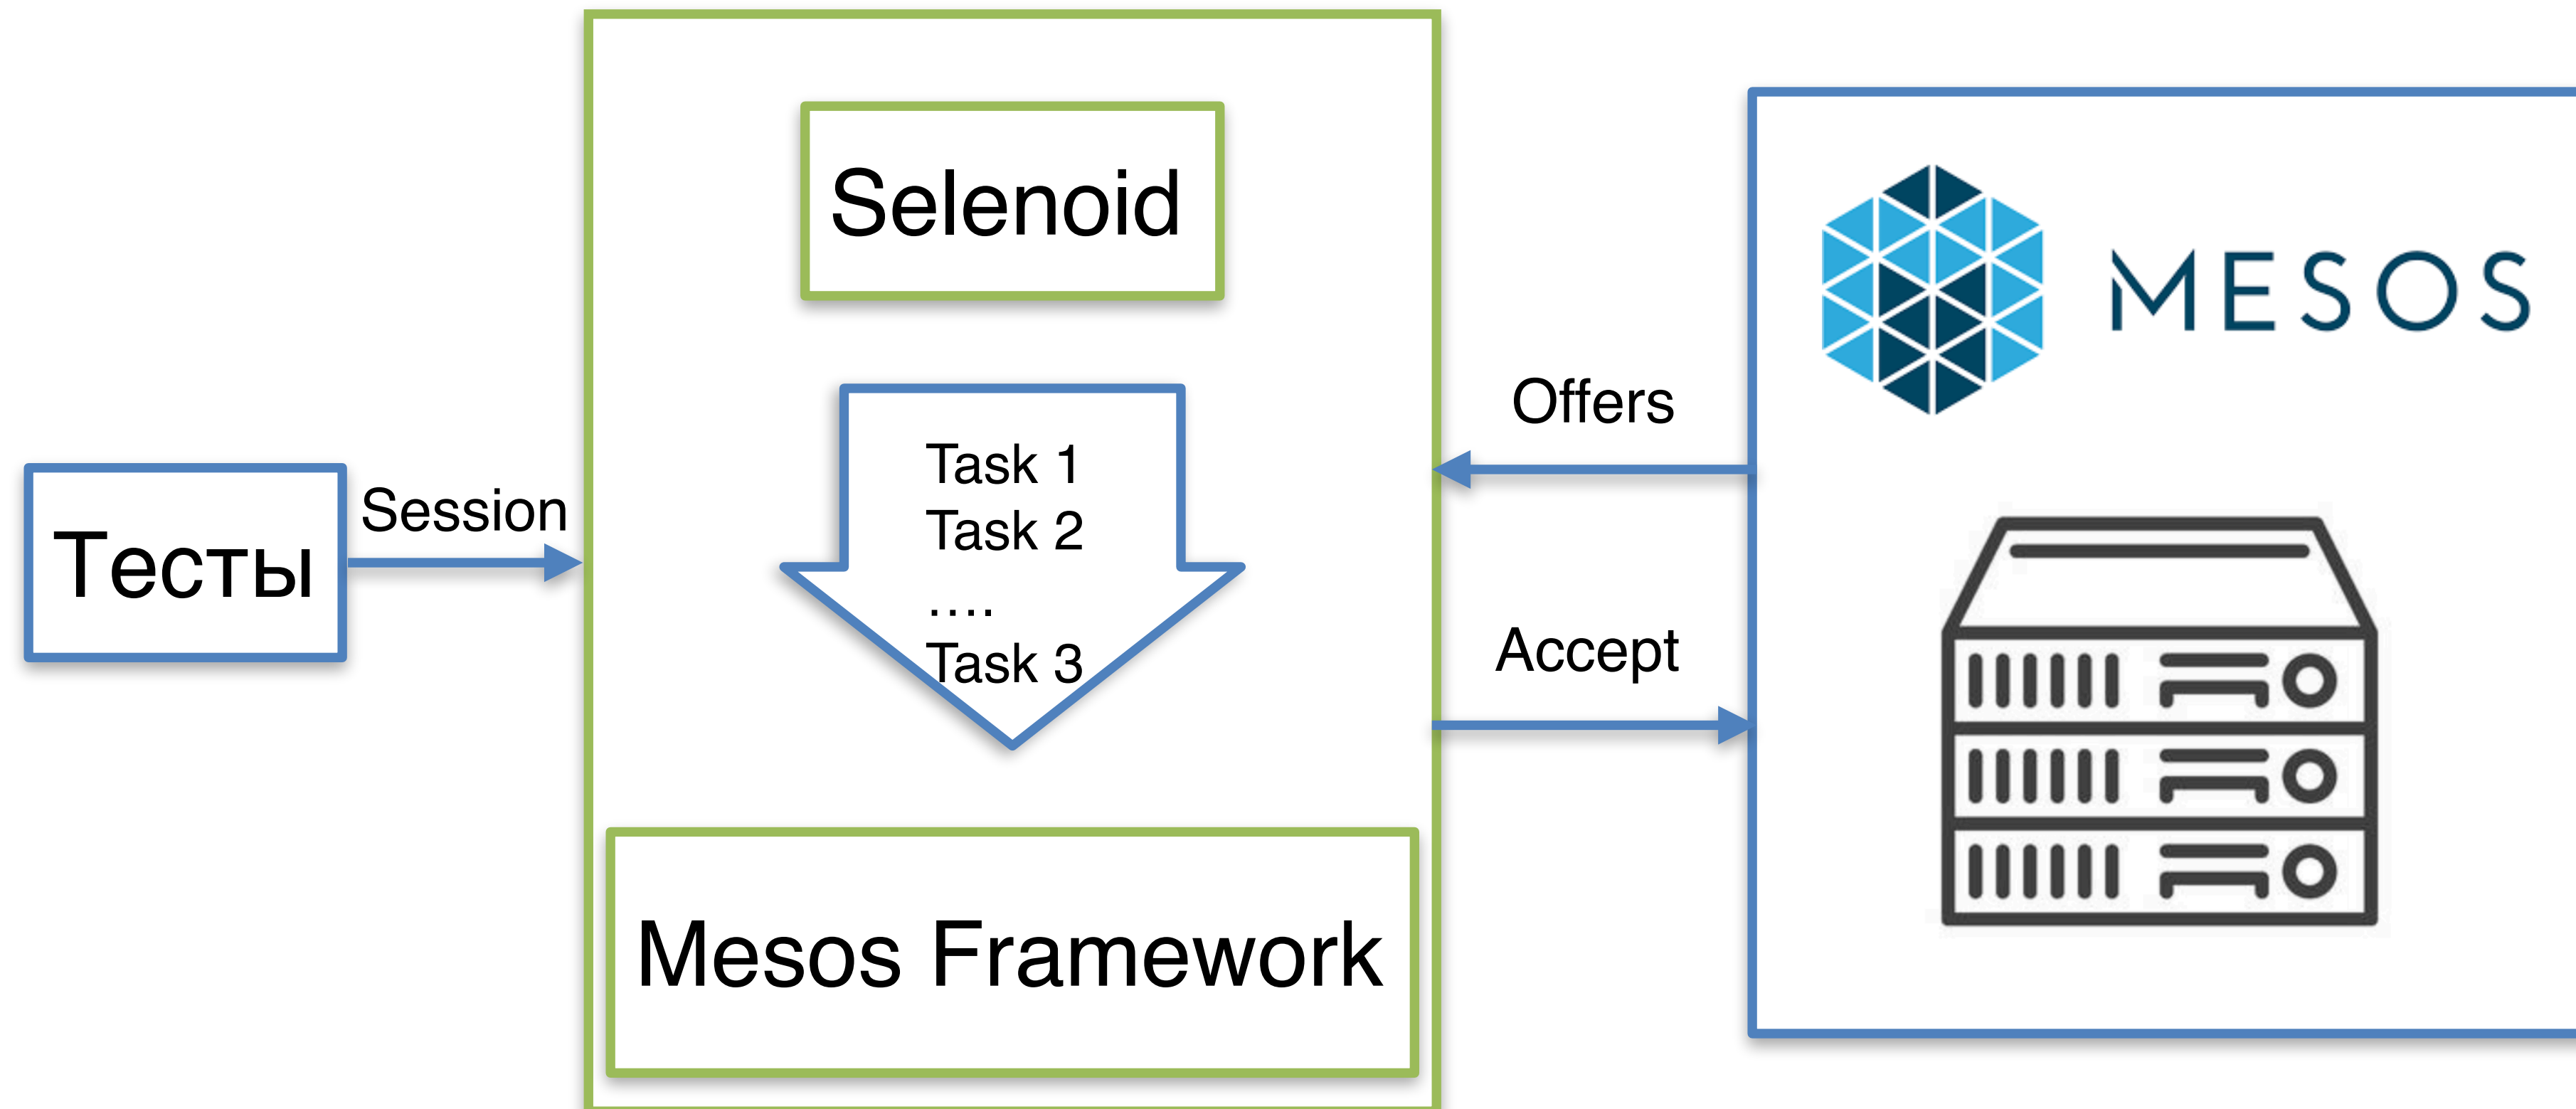 Тесты
Session
Selenoid
Task 1
Task 2
....
Task 3
Mesos Framework
Offers
Accept
MESOS